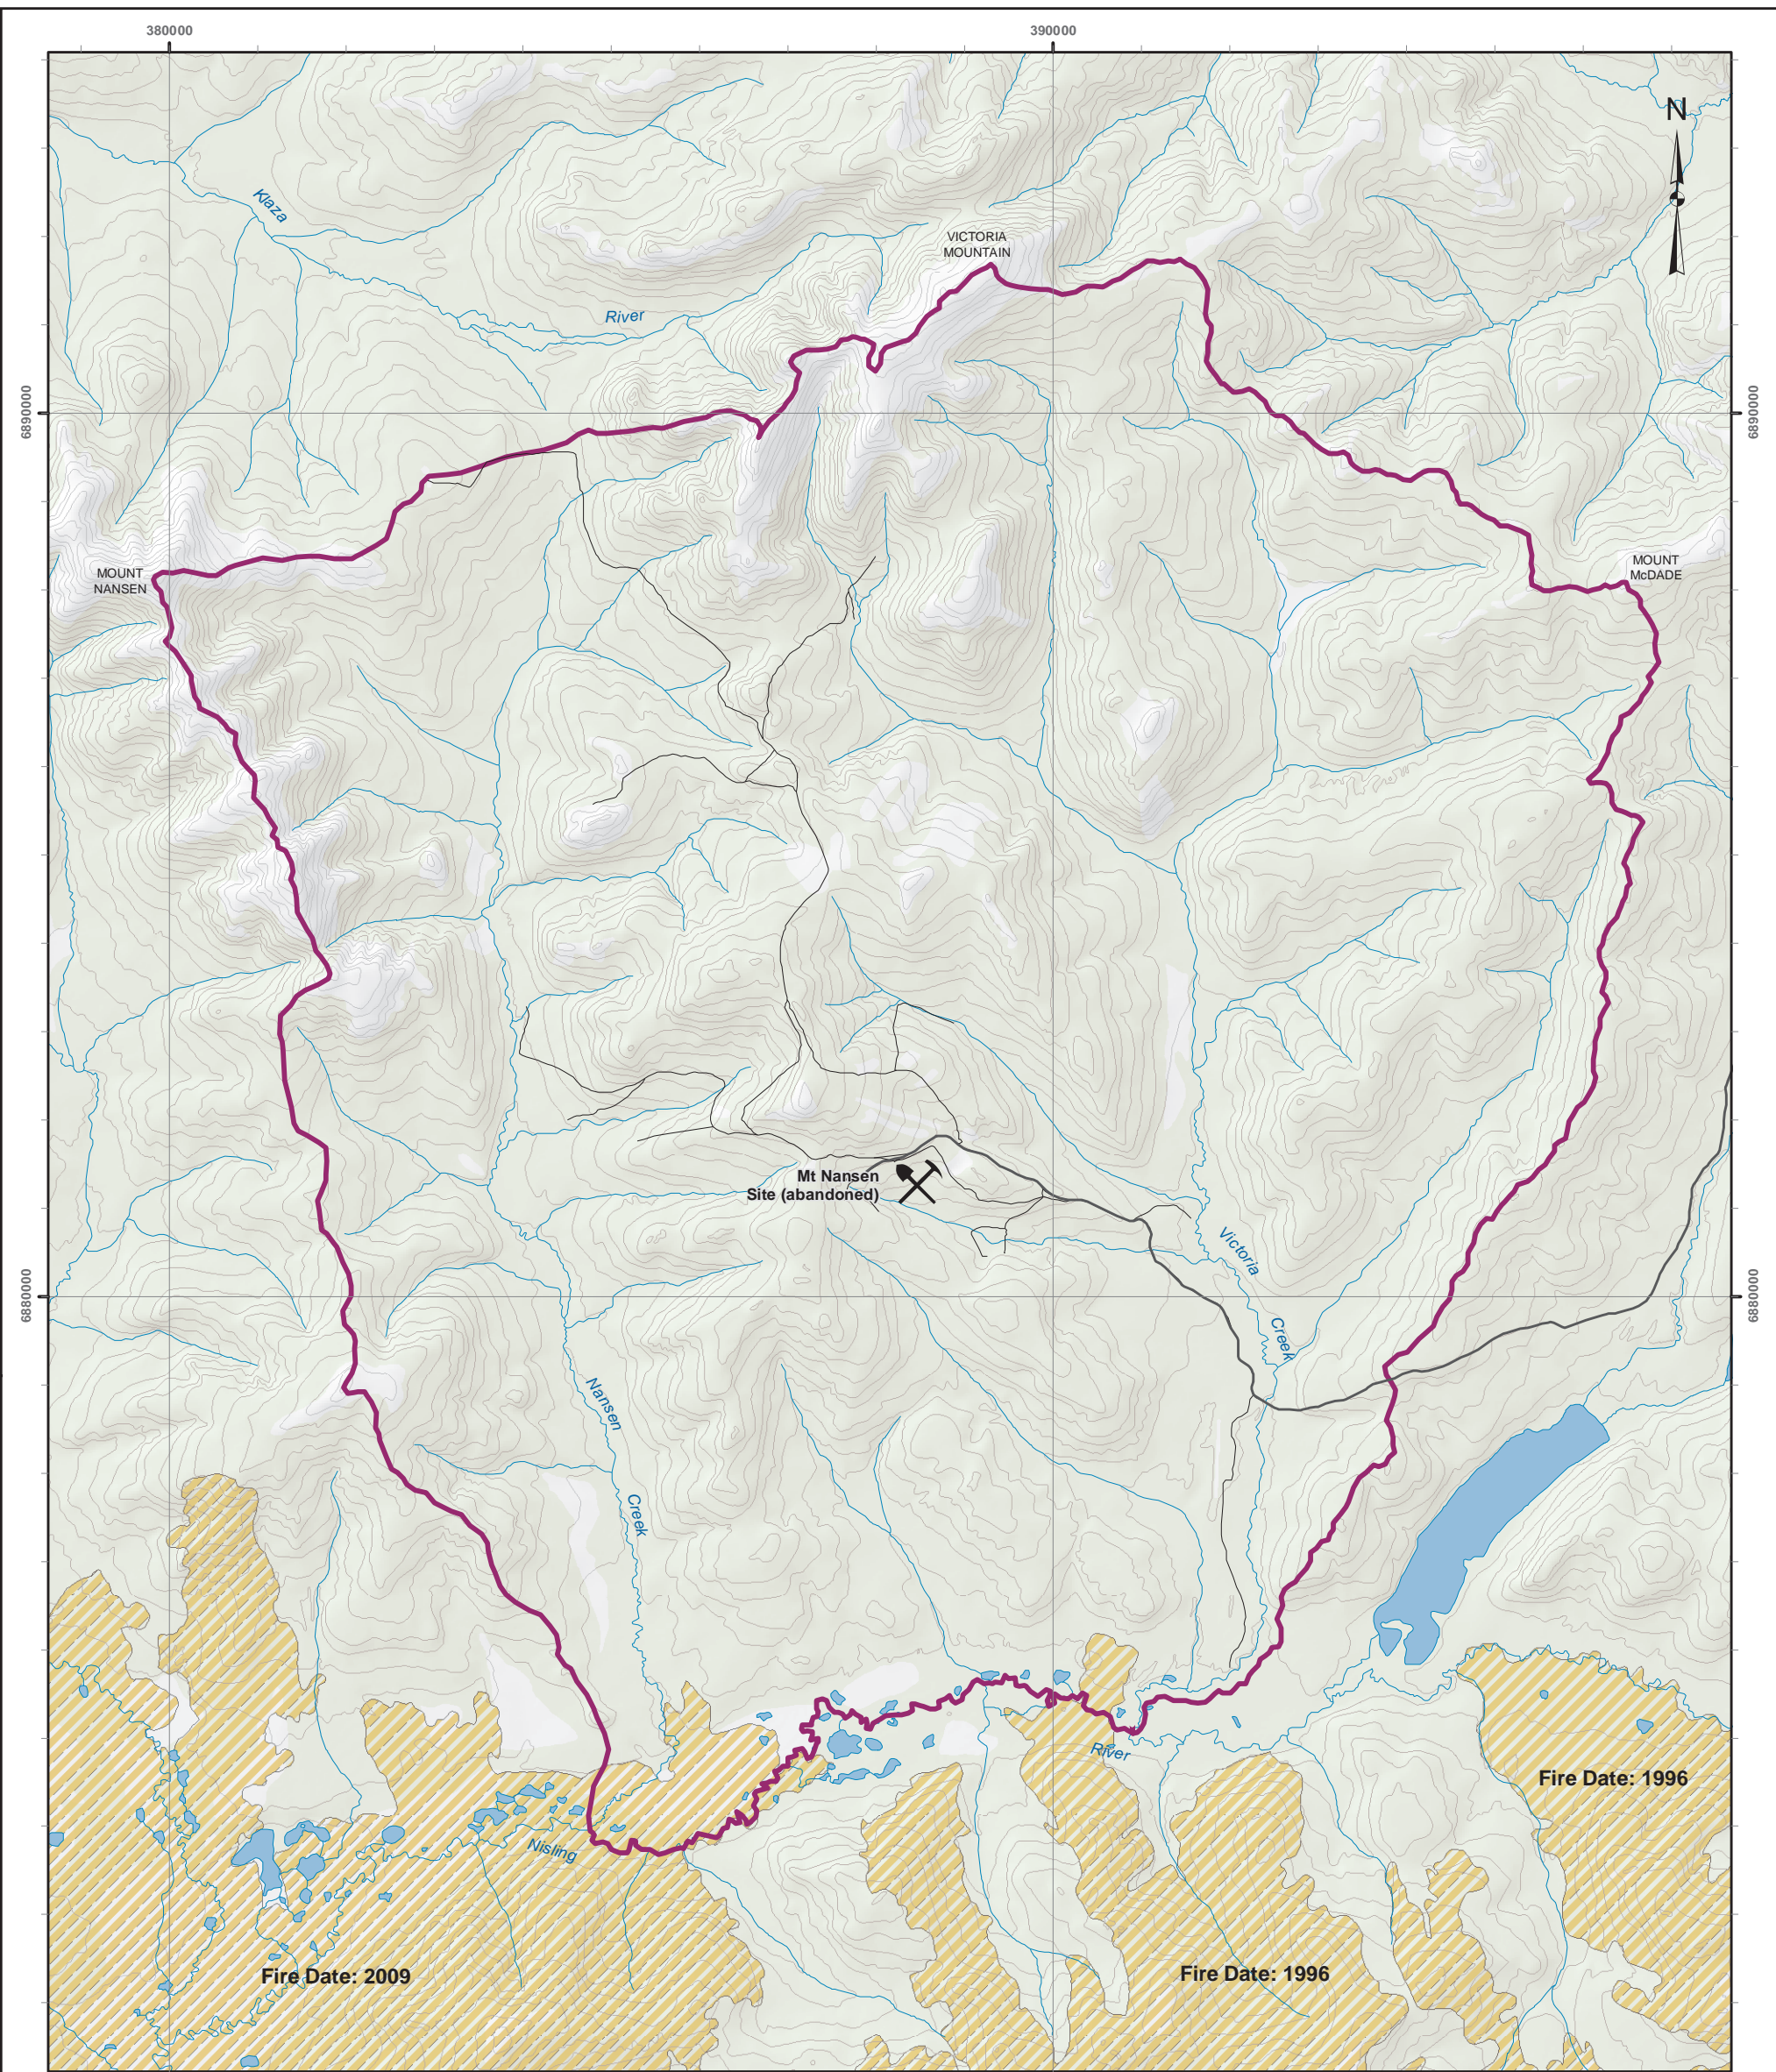 380000
390000
N
Klaza
River
VICTORIA
MOUNTAIN
6890000
6890000
MOUNT
NANSEN
MOUNT
McDADE
Mt Nansen
Site (abandoned)
Victoria
Creek
6880000
6880000
Nansen
Creek
River
Nisling
Fire Date: 1996
Fire Date: 2009
Fire Date: 1996